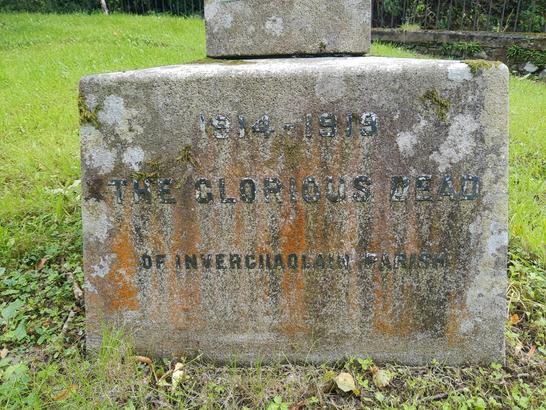 1914-1919
THE GLORIOUS DEAD
OF INVERCHAOLAIN PARISH